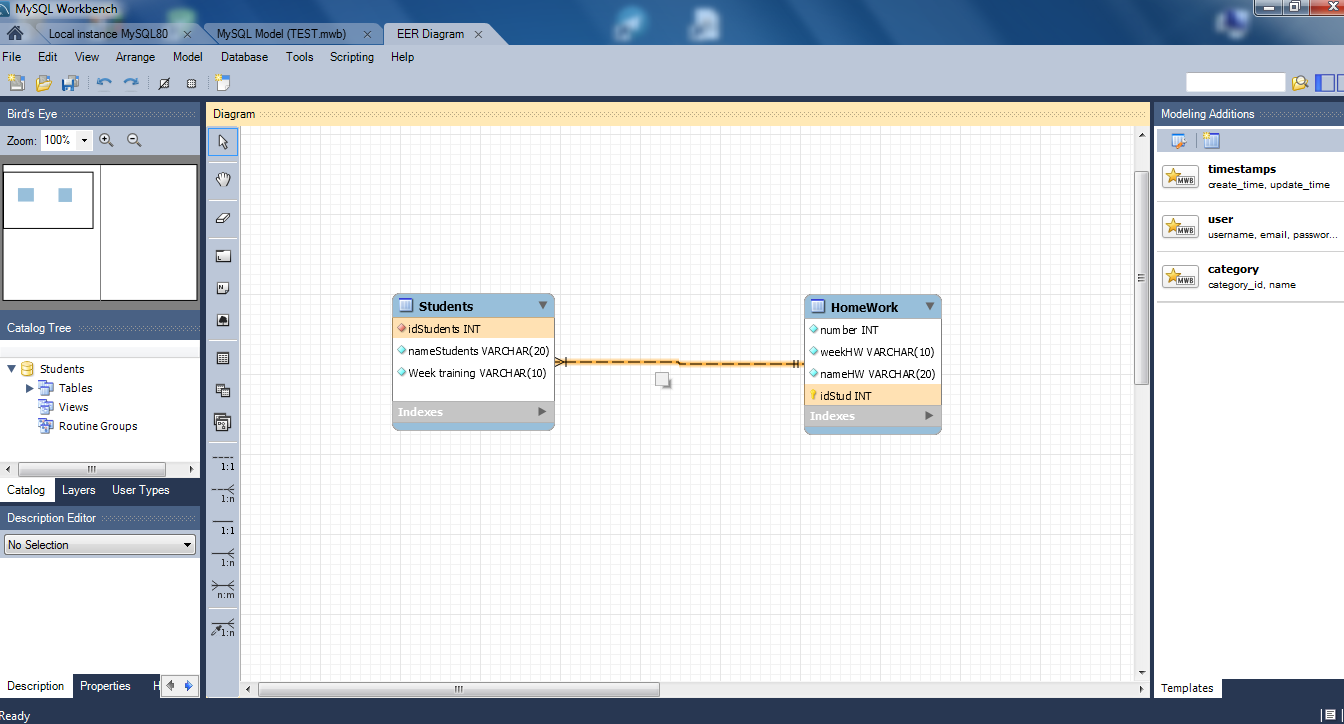 MySQL Workbench
Local instance MySQL80
MySQL Model (TEST.mwb)
EER Diagram
File Edit View Arrange Model Database Tools Scripting Help
Bird's Eye
Zoom: 100%
Diagram
Modeling Additions
timestamps
create_time, update_time
user
username, email, passwor...
category
category_id, name
MWB
MWB
MWB
Catalog Tree
Students
Tables
Views
Routine Groups
Catalog Layers User Types
Description Editor
No Selection
Description Properties H
1:1
1:n
1:1
1:n
n:m
1:n
Students
idStudents INT
nameStudents VARCHAR(20)
Week training VARCHAR(10)
Indexes
HomeWork
number INT
weekHW VARCHAR(10)
nameHW VARCHAR(20)
idStud INT
Indexes
Templates
Ready